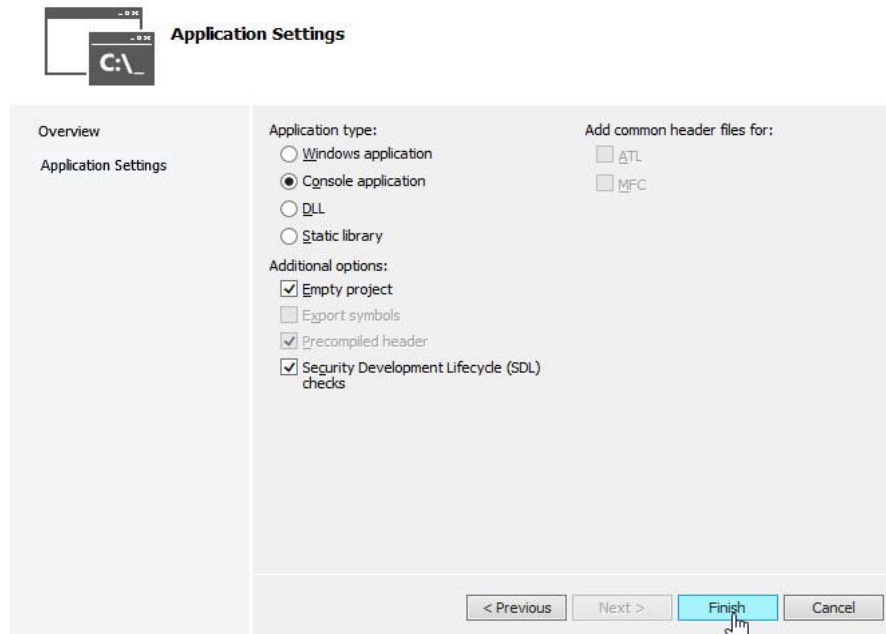 C:\_
Application Settings
Overview
Application Settings
Application type:
Windows application
Console application
DLL
Static library
Additional options:
Empty project
Export symbols
Precompiled header
Security Development Lifecycle (SDL)
checks
Add common header files for:
ATL
MFC
< Previous
Next >
Finish
Cancel